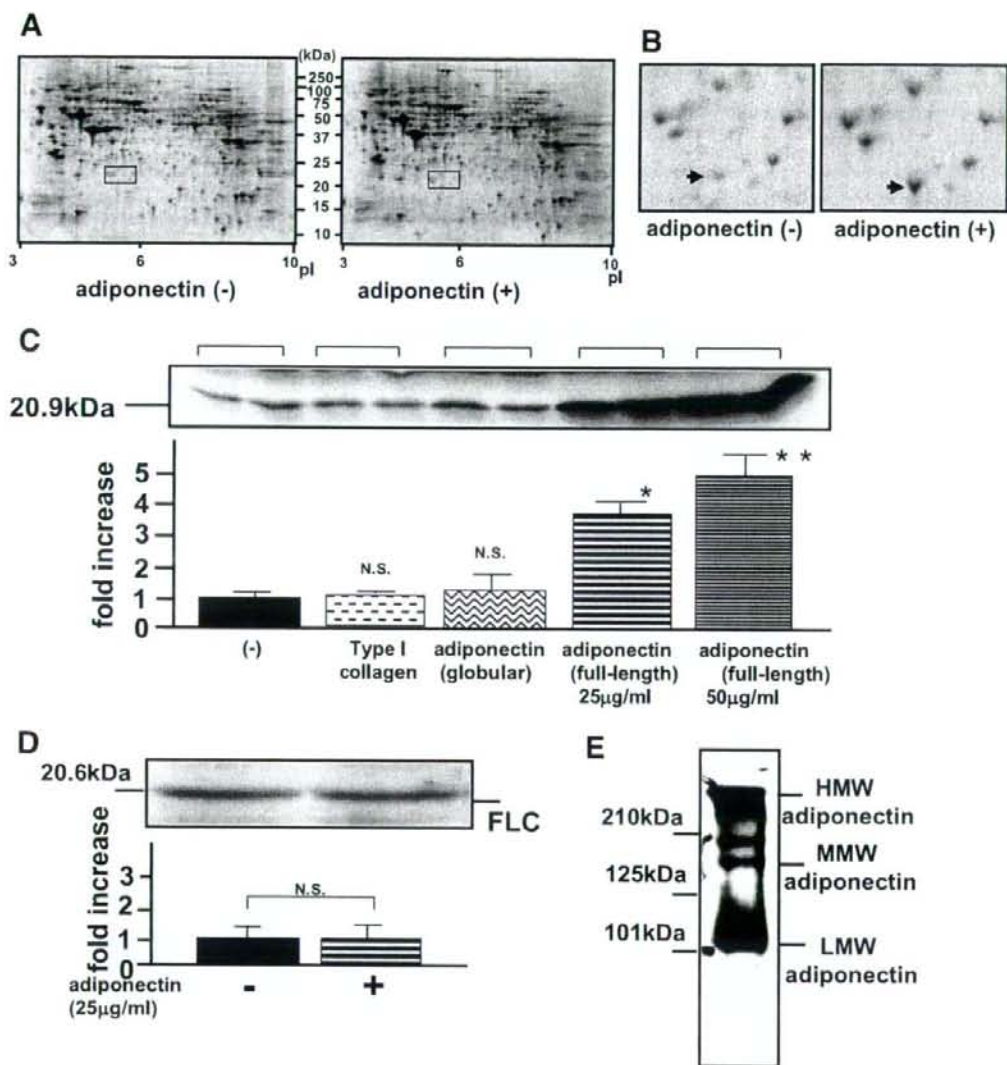 A
(kDa)
250
100
75
50
37
25
20
15
10
3
6
10
pI
adiponectin (-)
3
6
10
pI
adiponectin (+)
B
adiponectin (-)
adiponectin (+)
C
20.9kDa
fold increase
5
4
3
2
1
0
N.S.
N.S.
*
* *
(-)
Type I
collagen
adiponectin
(globular)
adiponectin
(full-length)
25µg/ml
adiponectin
(full-length)
50µg/ml
D
20.6kDa
FLC
fold increase
3
2
1
0
N.S.
adiponectin
(25µg/ml)
-
+
E
210kDa
125kDa
101kDa
HMW
adiponectin
MMW
adiponectin
LMW
adiponectin